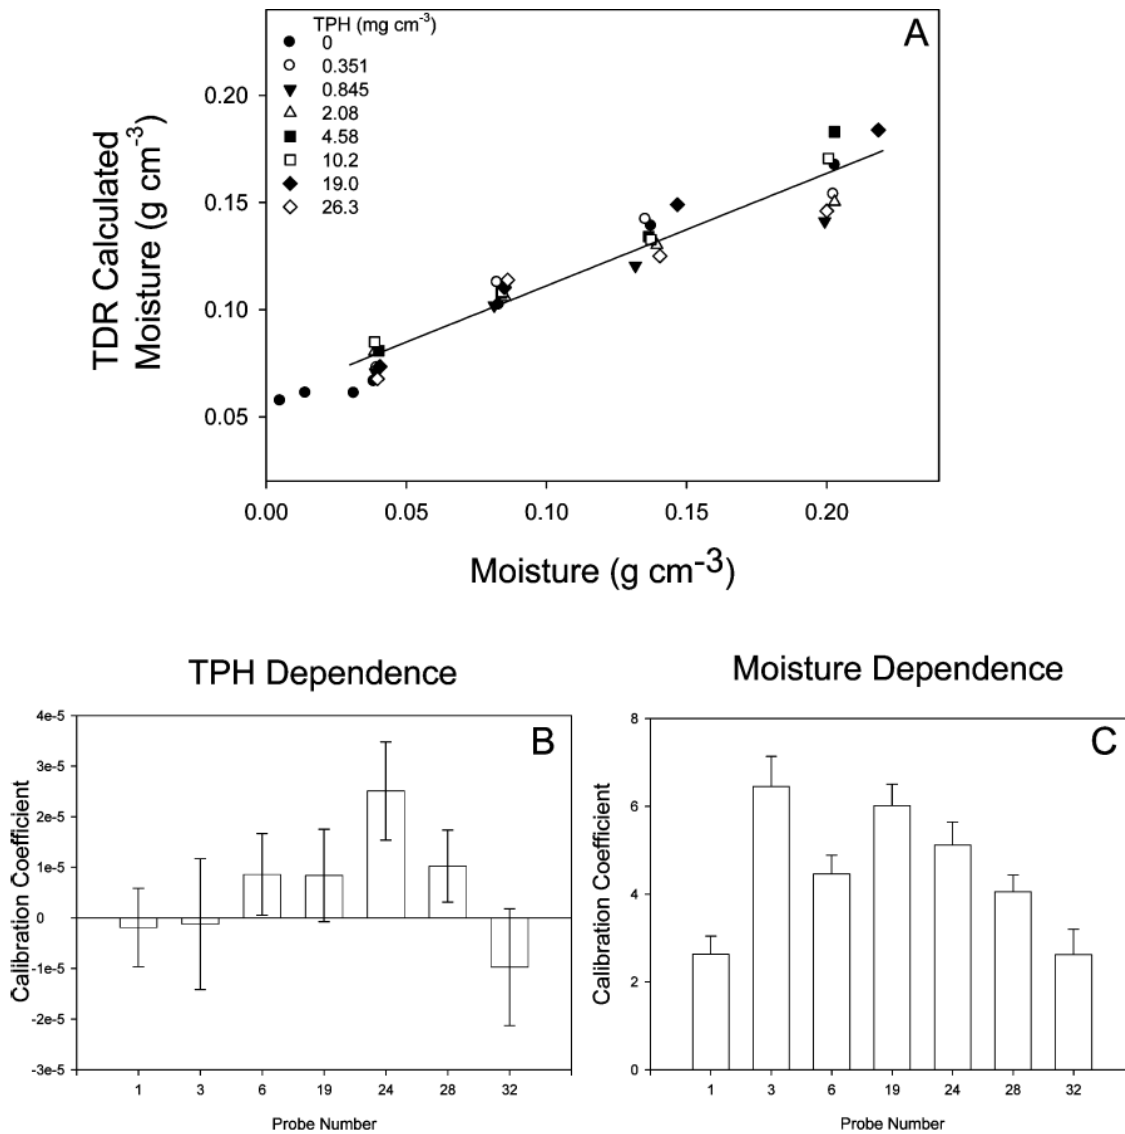 A
TPH (mg cm-3)
0
0.351
0.845
2.08
4.58
10.2
19.0
26.3
TDR Calculated
Moisture (g cm-3)
0.20
0.15
0.10
0.05
0.00 0.05 0.10 0.15 0.20
Moisture (g cm-3)
TPH Dependence
B
Calibration Coefficient
4e-5
3e-5
2e-5
1e-5
0
-1e-5
-2e-5
-3e-5
1 3 6 19 24 28 32
Probe Number
Moisture Dependence
C
Calibration Coefficient
8
6
4
2
0
1 3 6 19 24 28 32
Probe Number